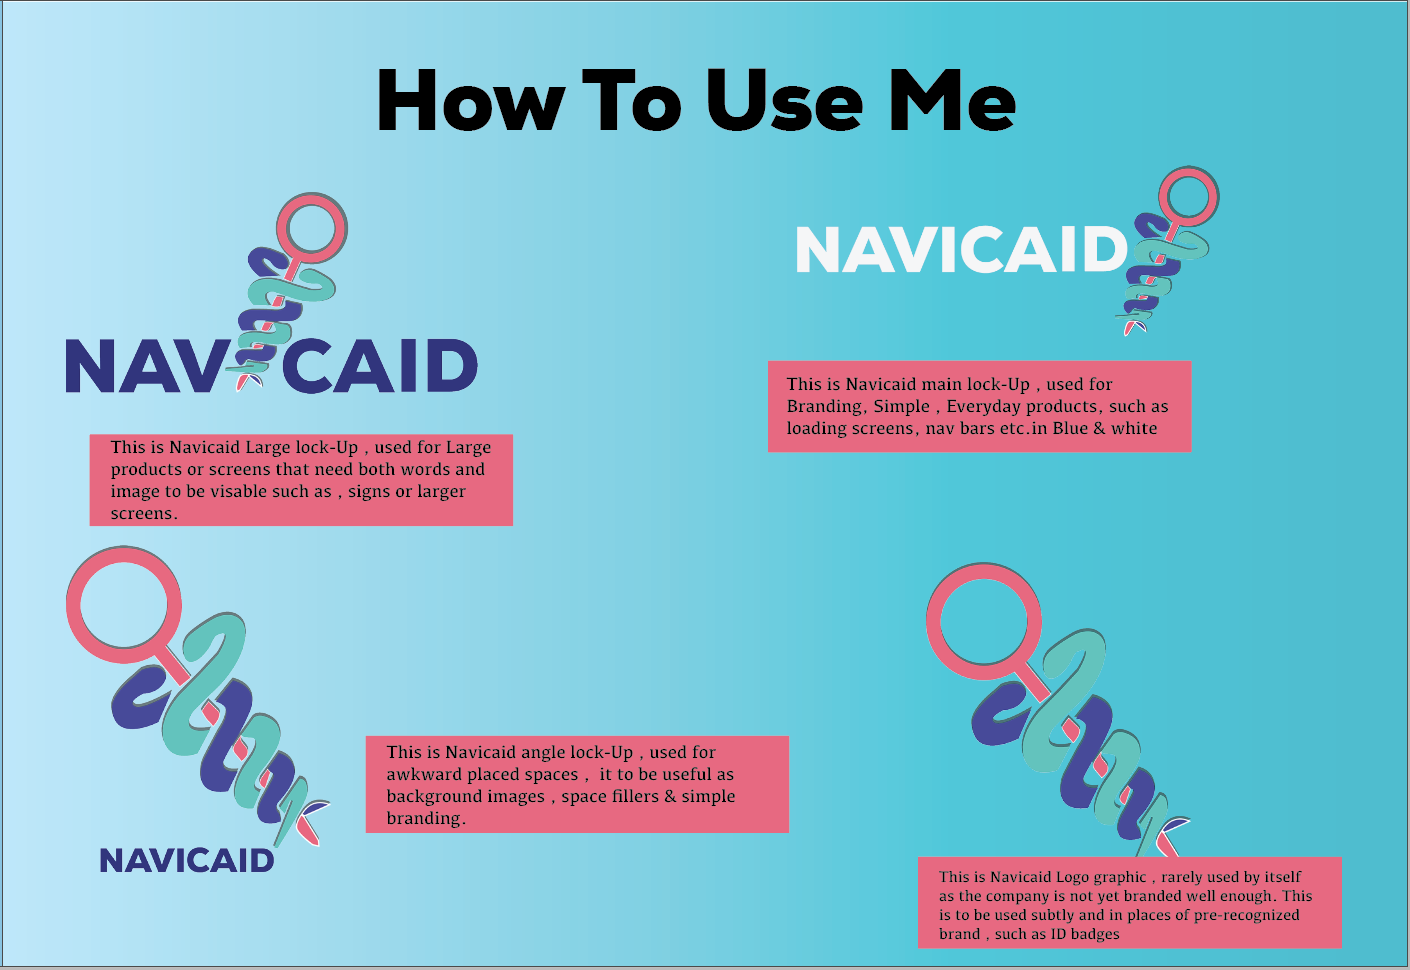 How To Use Me
NAVICAID
This is Navicaid Large lock-Up , used for Large
products or screens that need both words and
image to be visable such as , signs or larger
screens.
NAVICAID
This is Navicaid main lock-Up , used for
Branding, Simple , Everyday products, such as
loading screens, nav bars etc.in Blue & white
NAVICAID
This is Navicaid angle lock-Up , used for
awkward placed spaces , it to be useful as
background images , space fillers & simple
branding.
This is Navicaid Logo graphic , rarely used by itself
as the company is not yet branded well enough. This
is to be used subtly and in places of pre-recognized
brand , such as ID badges